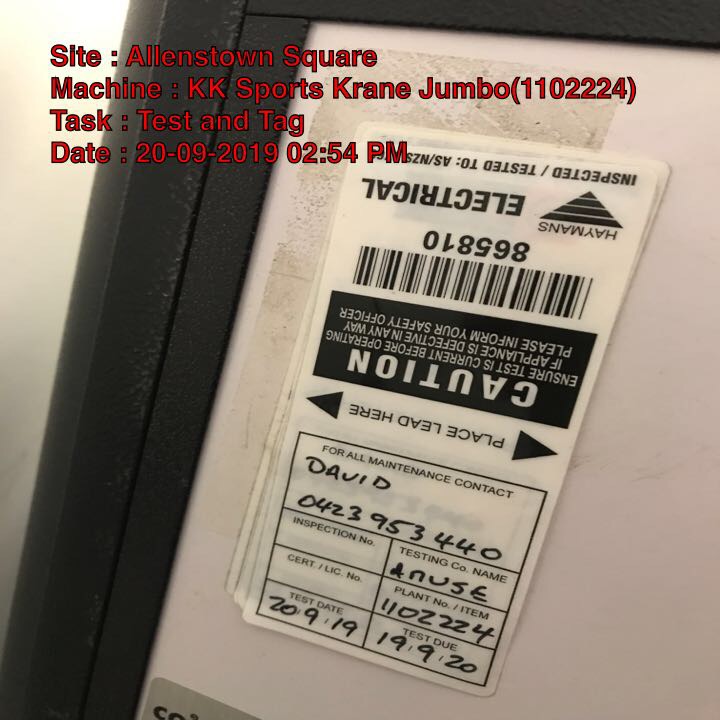 Site : Allenstown Square
Machine : KK Sports Krane Jumbo(1102224)
Task : Test and Tag
Date : 20-09-2019 02:54 PM
INSPECTED / TESTED TO: AS/NZS
ELECTRICAL
HAYMANS
865810
CAUTION
ENSURE TEST IS CURRENT BEFORE OPERATING
IF APPLIANCE IS DEFECTIVE IN ANY WAY
PLEASE INFORM YOUR SAFETY OFFICER
PLACE LEAD HERE
FOR ALL MAINTENANCE CONTACT
DAVID
0423 953 440
INSPECTION No.
TESTING Co. NAME
AMUSE
CERT. / LIC. No.
PLANT No. / ITEM
1102224
TEST DATE
20/9/19
TEST DUE
19/9/20